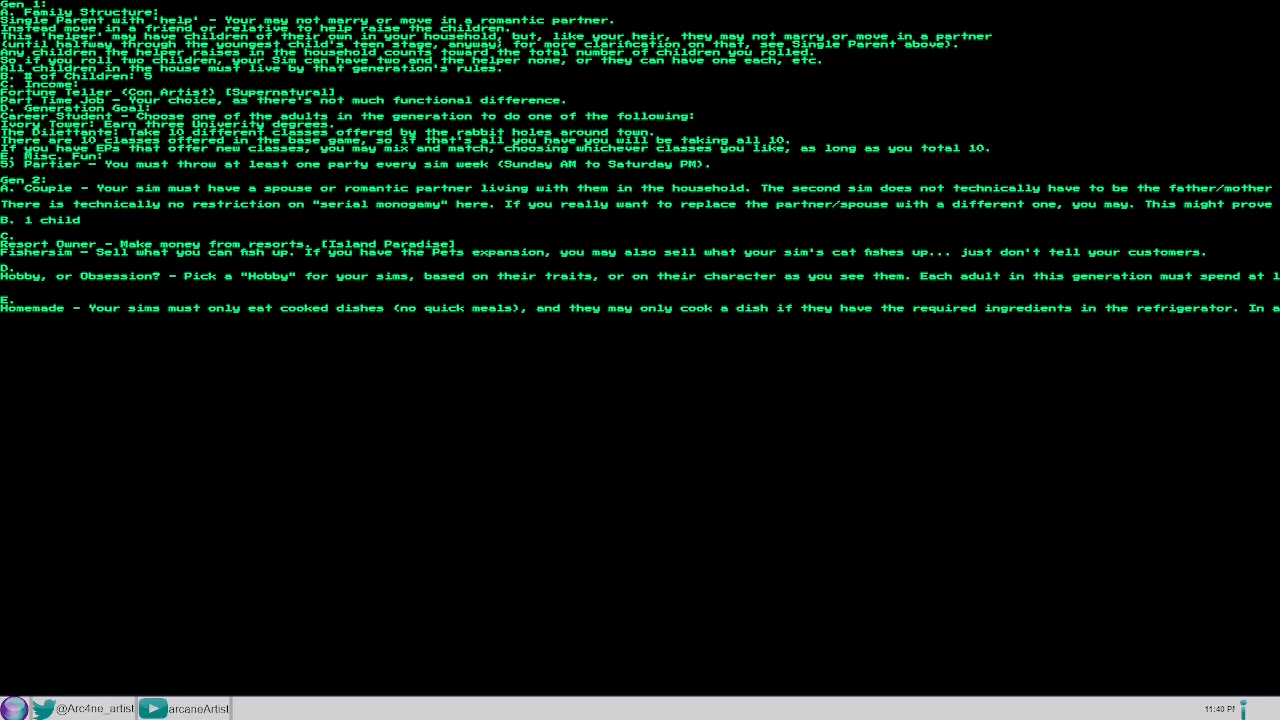 Gen 1:
A. Family Structure:
Single Parent with 'help' - Your may not marry or move in a romantic partner.
Instead move in a friend or relative to help raise the children.
This 'helper' may have children of their own in your household, but, like your heir, they may not marry or move in a partner
(until halfway through the youngest child's teen stage, anyway; for more clarification on that, see Single Parent above).
Any children the helper raises in the household counts toward the total number of children you rolled.
So if you roll two children, your Sim can have two and the helper none, or they can have one each, etc.
All children in the house must live by that generation's rules.
B. # of Children: 5
C. Income:
Fortune Teller (Con Artist) [Supernatural]
Part Time Job - Your choice, as there's not much functional difference.
D. Generation Goal:
Career Student - Choose one of the adults in the generation to do one of the following:
Ivory Tower: Earn three Univerity degrees.
The Dilettante: Take 10 different classes offered by the rabbit holes around town.
There are 10 classes offered in the base game, so if that's all you have you will be taking all 10.
If you have EPs that offer new classes, you may mix and match, choosing whichever classes you like, as long as you total 10.
E. Misc. Fun:
5) Partier - You must throw at least one party every sim week (Sunday AM to Saturday PM).
Gen 2:
A. Couple - Your sim must have a spouse or romantic partner living with them in the household. The second sim does not technically have to be the father/mother
There is technically no restriction on "serial monogamy" here. If you really want to replace the partner/spouse with a different one, you may. This might prove
B. 1 child
C.
Resort Owner - Make money from resorts. [Island Paradise]
Fishersim - Sell what you can fish up. If you have the Pets expansion, you may also sell what your sim's cat fishes up... just don't tell your customers.
D.
Hobby, or Obsession? - Pick a "Hobby" for your sims, based on their traits, or on their character as you see them. Each adult in this generation must spend at l
E.
Homemade - Your sims must only eat cooked dishes (no quick meals), and they may only cook a dish if they have the required ingredients in the refrigerator. In a
@Arc4ne_artist
arcaneArtist
11:40 PM